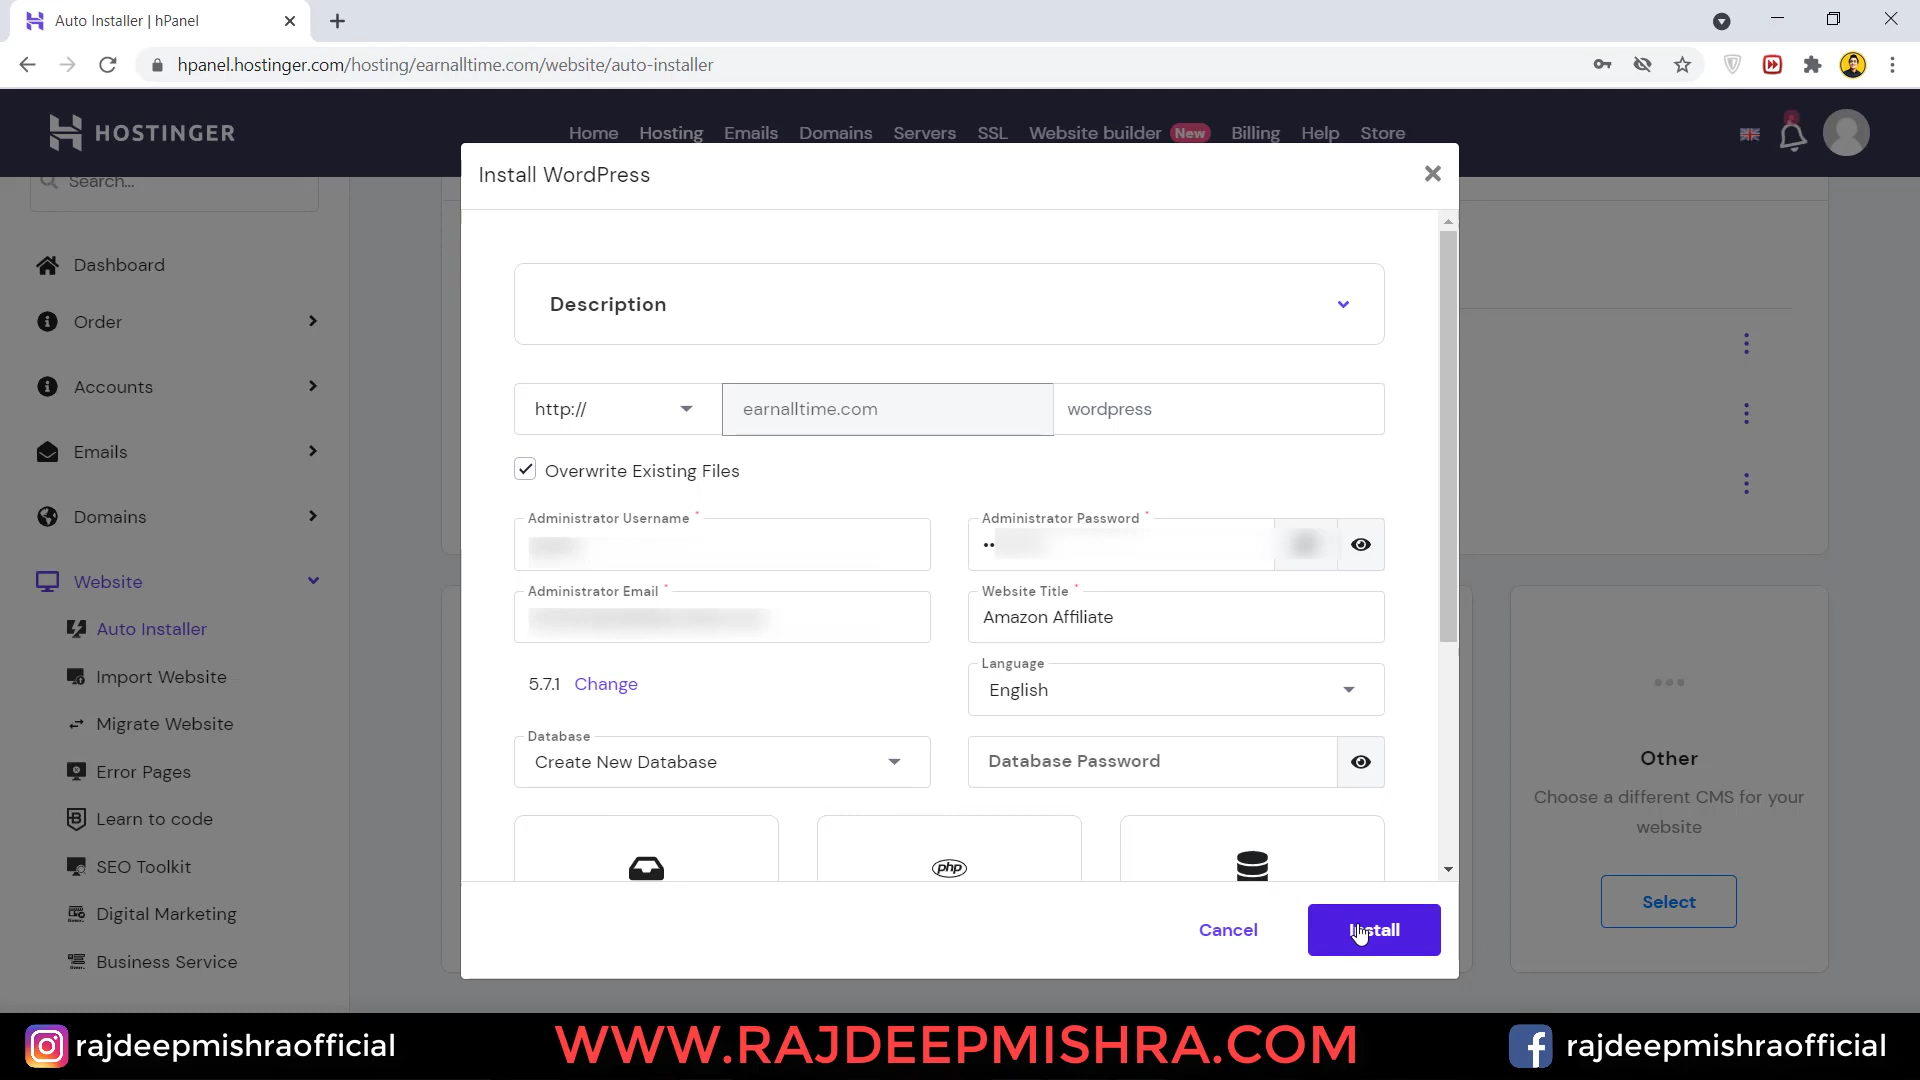 Auto Installer | hPanel
hpanel.hostinger.com/hosting/earnalltime.com/website/auto-installer
HOSTINGER
Home Hosting Emails Domains Servers SSL Website builder New Billing Help Store
Search...
Dashboard
Order
Accounts
Emails
Domains
Website
Auto Installer
Import Website
Migrate Website
Error Pages
Learn to code
SEO Toolkit
Digital Marketing
Business Service
Install WordPress
Description
http:// earnalltime.com wordpress
Overwrite Existing Files
Administrator Username *
Administrator Password *
Administrator Email *
Website Title *
Amazon Affiliate
5.7.1 Change
Language
English
Database
Create New Database
Database Password
php
Cancel
Install
Other
Choose a different CMS for your
website
Select
rajdeepmishraofficial
WWW.RAJDEEPMISHRA.COM
rajdeepmishraofficial